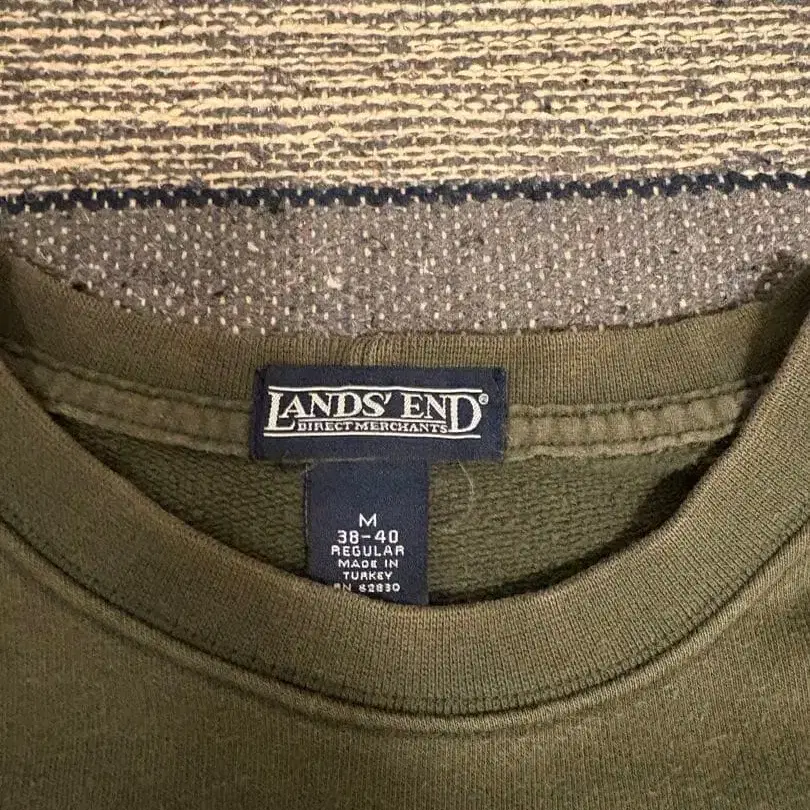 LANDS' END®
DIRECT MERCHANTS
M
38-40
REGULAR
MADE IN
TURKEY
RN 62830